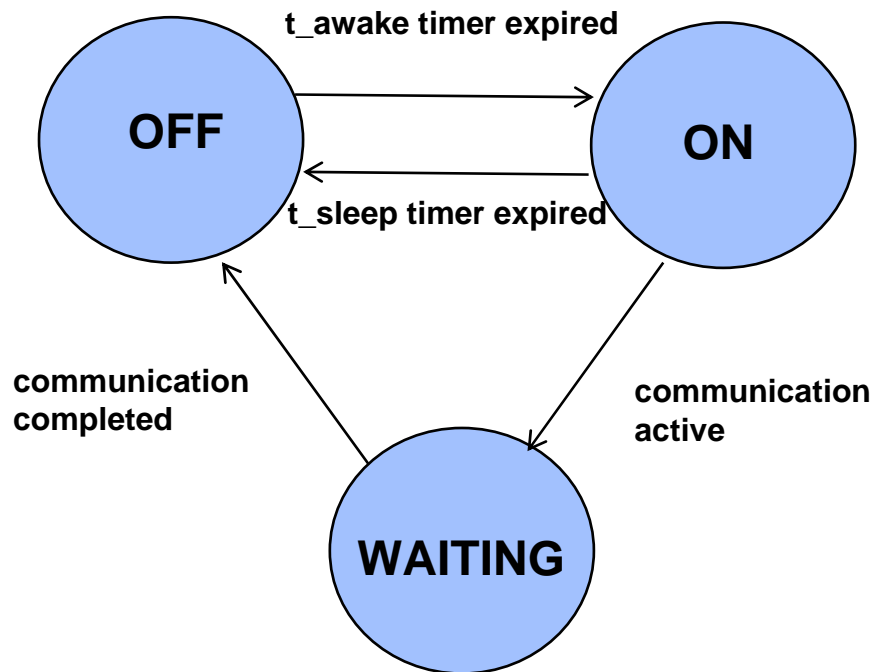 t_awake timer expired
OFF
ON
t_sleep timer expired
communication
completed
communication
active
WAITING